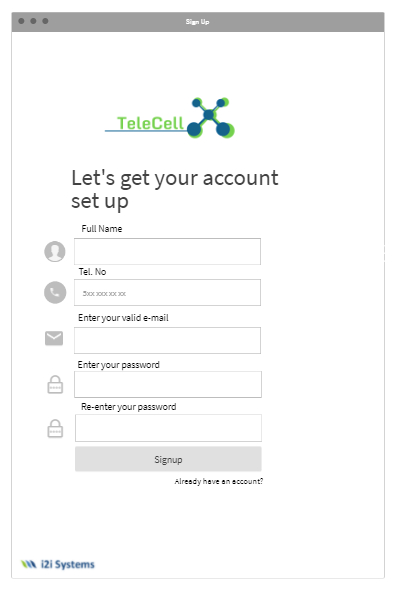 Sign Up
TeleCell
Let's get your account
set up
Full Name
Tel. No
5xx xxx xx xx
Enter your valid e-mail
Enter your password
Re-enter your password
Signup
Already have an account?
i2i Systems